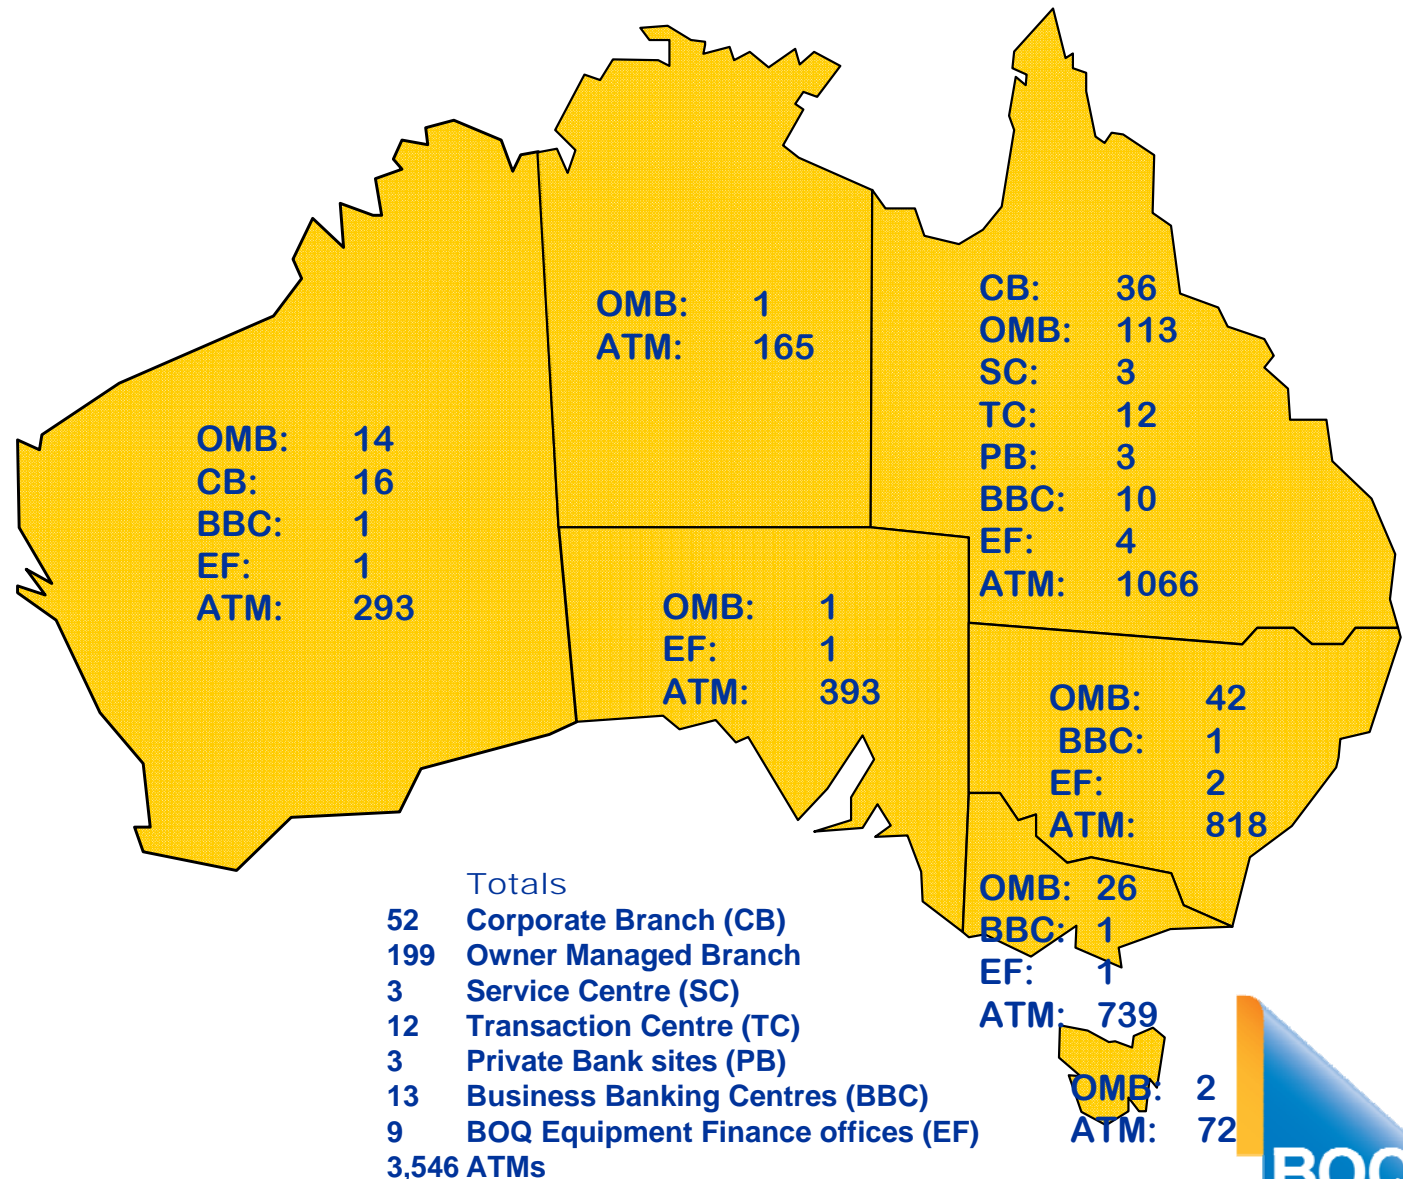 OMB: 1
ATM: 165
CB: 36
OMB: 113
SC: 3
TC: 12
PB: 3
BBC: 10
EF: 4
ATM: 1066
OMB: 14
CB: 16
BBC: 1
EF: 1
ATM: 293
OMB: 1
EF: 1
ATM: 393
OMB: 42
BBC: 1
EF: 2
ATM: 818
OMB: 26
BBC: 1
EF: 1
ATM: 739
OMB: 2
ATM: 72
Totals
52 Corporate Branch (CB)
199 Owner Managed Branch
3 Service Centre (SC)
12 Transaction Centre (TC)
3 Private Bank sites (PB)
13 Business Banking Centres (BBC)
9 BOQ Equipment Finance offices (EF)
3,546 ATMs
BOQ